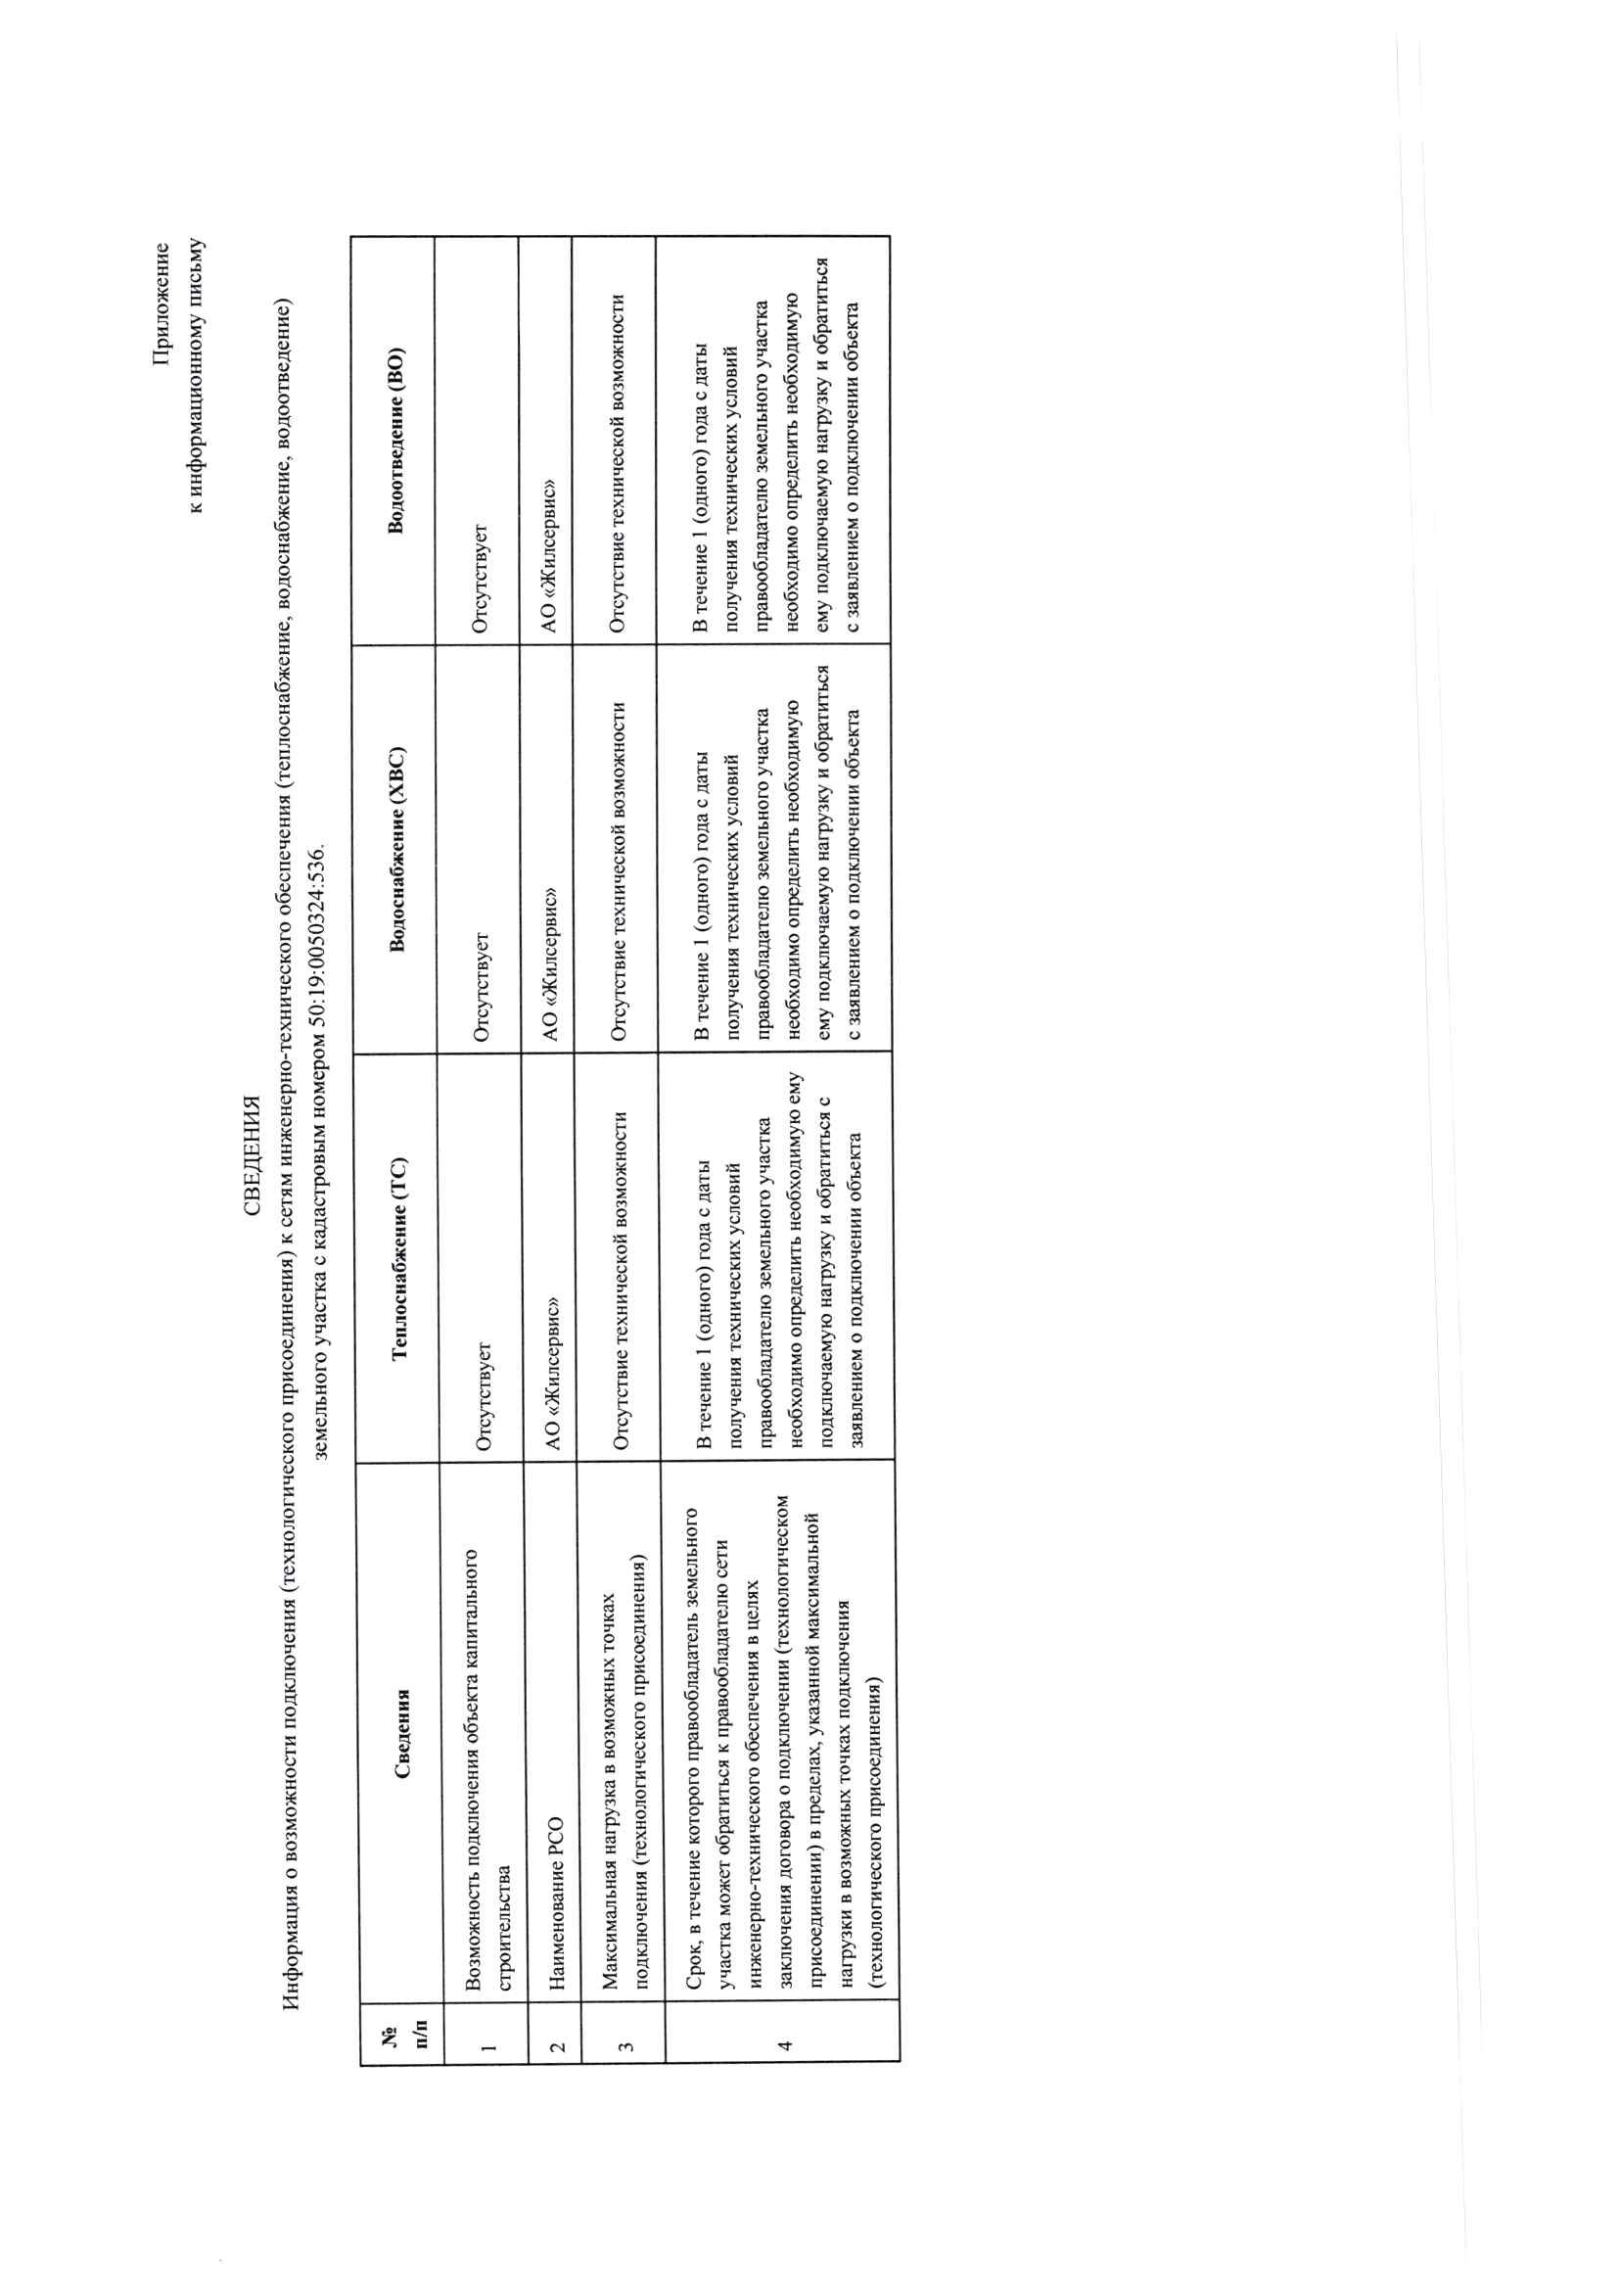 Приложение
к информационному письму
СВЕДЕНИЯ
Информация о возможности подключения (технологического присоединения) к сетям инженерно-технического обеспечения (теплоснабжение, водоснабжение, водоотведение)
земельного участка с кадастровым номером 50:19:0050324:536.
№
п/п
Сведения
Теплоснабжение (ТС)
Водоснабжение (ХВС)
Водоотведение (ВО)
1
Возможность подключения объекта капитального
строительства
Отсутствует
Отсутствует
Отсутствует
2
Наименование РСО
АО «Жилсервис»
АО «Жилсервис»
АО «Жилсервис»
3
Максимальная нагрузка в возможных точках
подключения (технологического присоединения)
Отсутствие технической возможности
Отсутствие технической возможности
Отсутствие технической возможности
4
Срок, в течение которого правообладатель земельного
участка может обратиться к правообладателю сети
инженерно-технического обеспечения в целях
заключения договора о подключении (технологическом
присоединении) в пределах, указанной максимальной
нагрузки в возможных точках подключения
(технологического присоединения)
В течение 1 (одного) года с даты
получения технических условий
правообладателю земельного участка
необходимо определить необходимую ему
подключаемую нагрузку и обратиться с
заявлением о подключении объекта
В течение 1 (одного) года с даты
получения технических условий
правообладателю земельного участка
необходимо определить необходимую
ему подключаемую нагрузку и обратиться
с заявлением о подключении объекта
В течение 1 (одного) года с даты
получения технических условий
правообладателю земельного участка
необходимо определить необходимую
ему подключаемую нагрузку и обратиться
с заявлением о подключении объекта